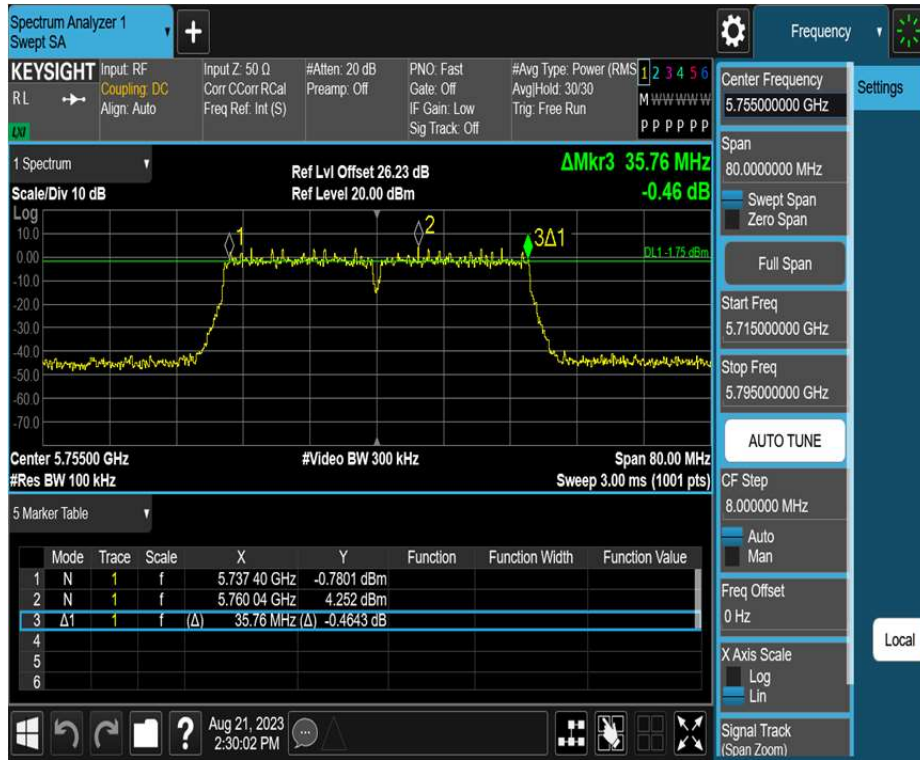 Spectrum Analyzer 1
Swept SA
+
Frequency
KEYSIGHT
RL
LXI
Input: RF
Coupling: DC
Align: Auto
Input Z: 50 Ω
Corr CCorr RCal
Freq Ref: Int (S)
#Atten: 20 dB
Preamp: Off
PNO: Fast
Gate: Off
IF Gain: Low
Sig Track: Off
#Avg Type: Power (RMS
Avg|Hold: 30/30
Trig: Free Run
1 2 3 4 5 6
M W W W W W
P P P P P P
1 Spectrum
Scale/Div 10 dB
Ref Lvl Offset 26.23 dB
Ref Level 20.00 dBm
ΔMkr3 35.76 MHz
-0.46 dB
Log
10.0
0.00
-10.0
-20.0
-30.0
-40.0
-50.0
-60.0
-70.0
1
2
3Δ1
DL1 -1.75 dBm
Center 5.75500 GHz
#Res BW 100 kHz
#Video BW 300 kHz
Span 80.00 MHz
Sweep 3.00 ms (1001 pts)
5 Marker Table
Mode Trace Scale X Y Function Function Width Function Value
1 N 1 f 5.737 40 GHz -0.7801 dBm
2 N 1 f 5.760 04 GHz 4.252 dBm
3 Δ1 1 f (Δ) 35.76 MHz (Δ) -0.4643 dB
4
5
6
?
Aug 21, 2023
2:30:02 PM
Center Frequency
5.755000000 GHz
Span
80.0000000 MHz
Swept Span
Zero Span
Full Span
Start Freq
5.715000000 GHz
Stop Freq
5.795000000 GHz
AUTO TUNE
CF Step
8.000000 MHz
Auto
Man
Freq Offset
0 Hz
X Axis Scale
Log
Lin
Signal Track
(Span Zoom)
Settings
Local